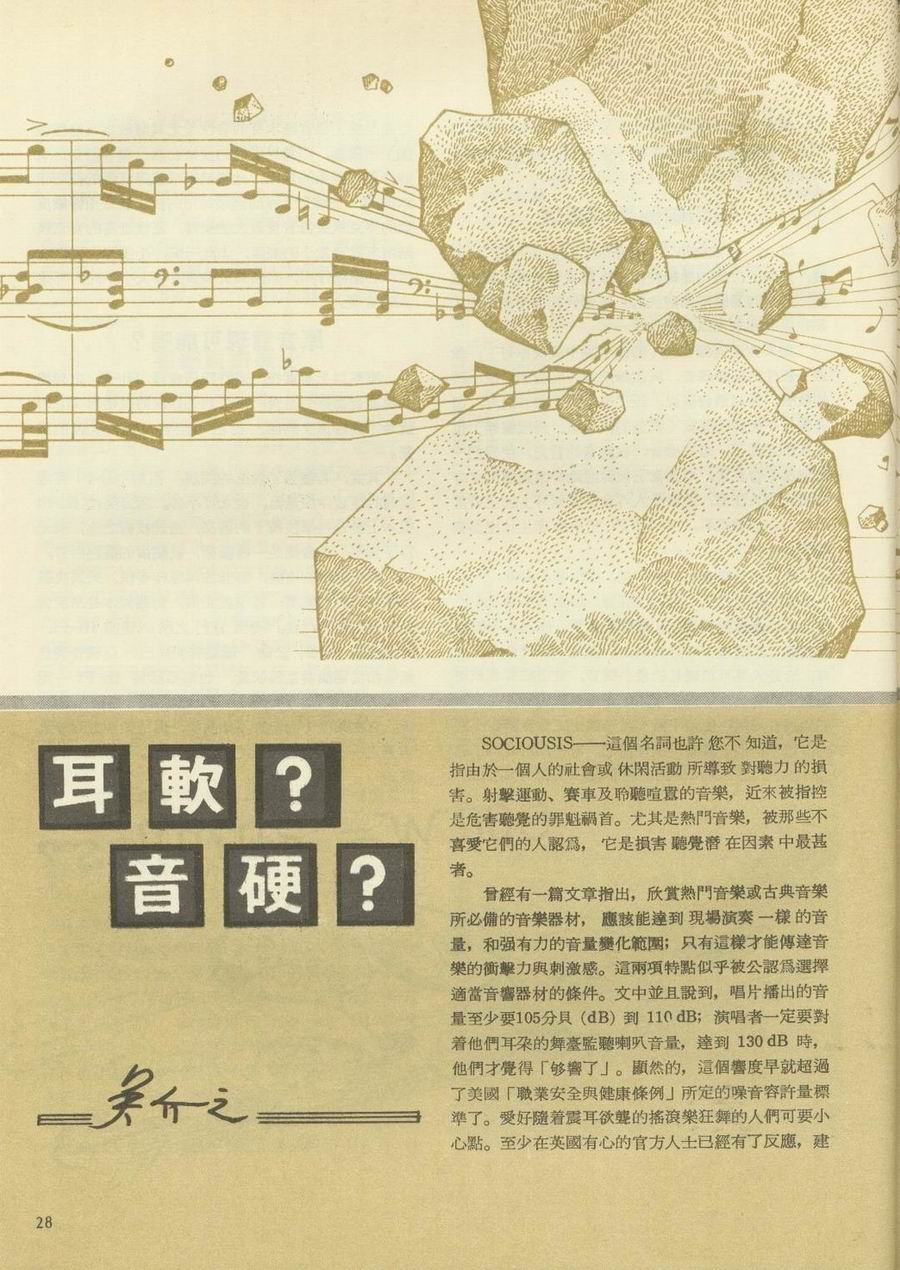 耳軟?
音硬?
吳介之
SOCIOUSIS——這個名詞也許您不知道，它是
指由於一個人的社會或休閑活動所導致對聽力的損
害。射擊運動、賽車及聆聽喧囂的音樂，近來被指控
是危害聽覺的罪魁禍首。尤其是熱門音樂，被那些不
喜愛它們的人認爲，它是損害聽覺潛在因素中最甚
者。
曾經有一篇文章指出，欣賞熱門音樂或古典音樂
所必備的音樂器材，應該能達到現場演奏一樣的音
量，和强有力的音量變化範圍；只有這樣才能傳達音
樂的衝擊力與刺激感。這兩項特點似乎被公認爲選擇
適當音響器材的條件。文中並且說到，唱片播出的音
量至少要105分貝（dB）到 110 dB；演唱者一定要對
着他們耳朶的舞臺監聽喇叭音量，達到 130 dB 時，
他們才覺得「够響了」。顯然的，這個響度早就超過
了美國「職業安全與健康條例」所定的噪音容許量標
準了。愛好隨着震耳欲聾的搖滾樂狂舞的人們可要小
心點。至少在英國有心的官方人士已經有了反應，建
28